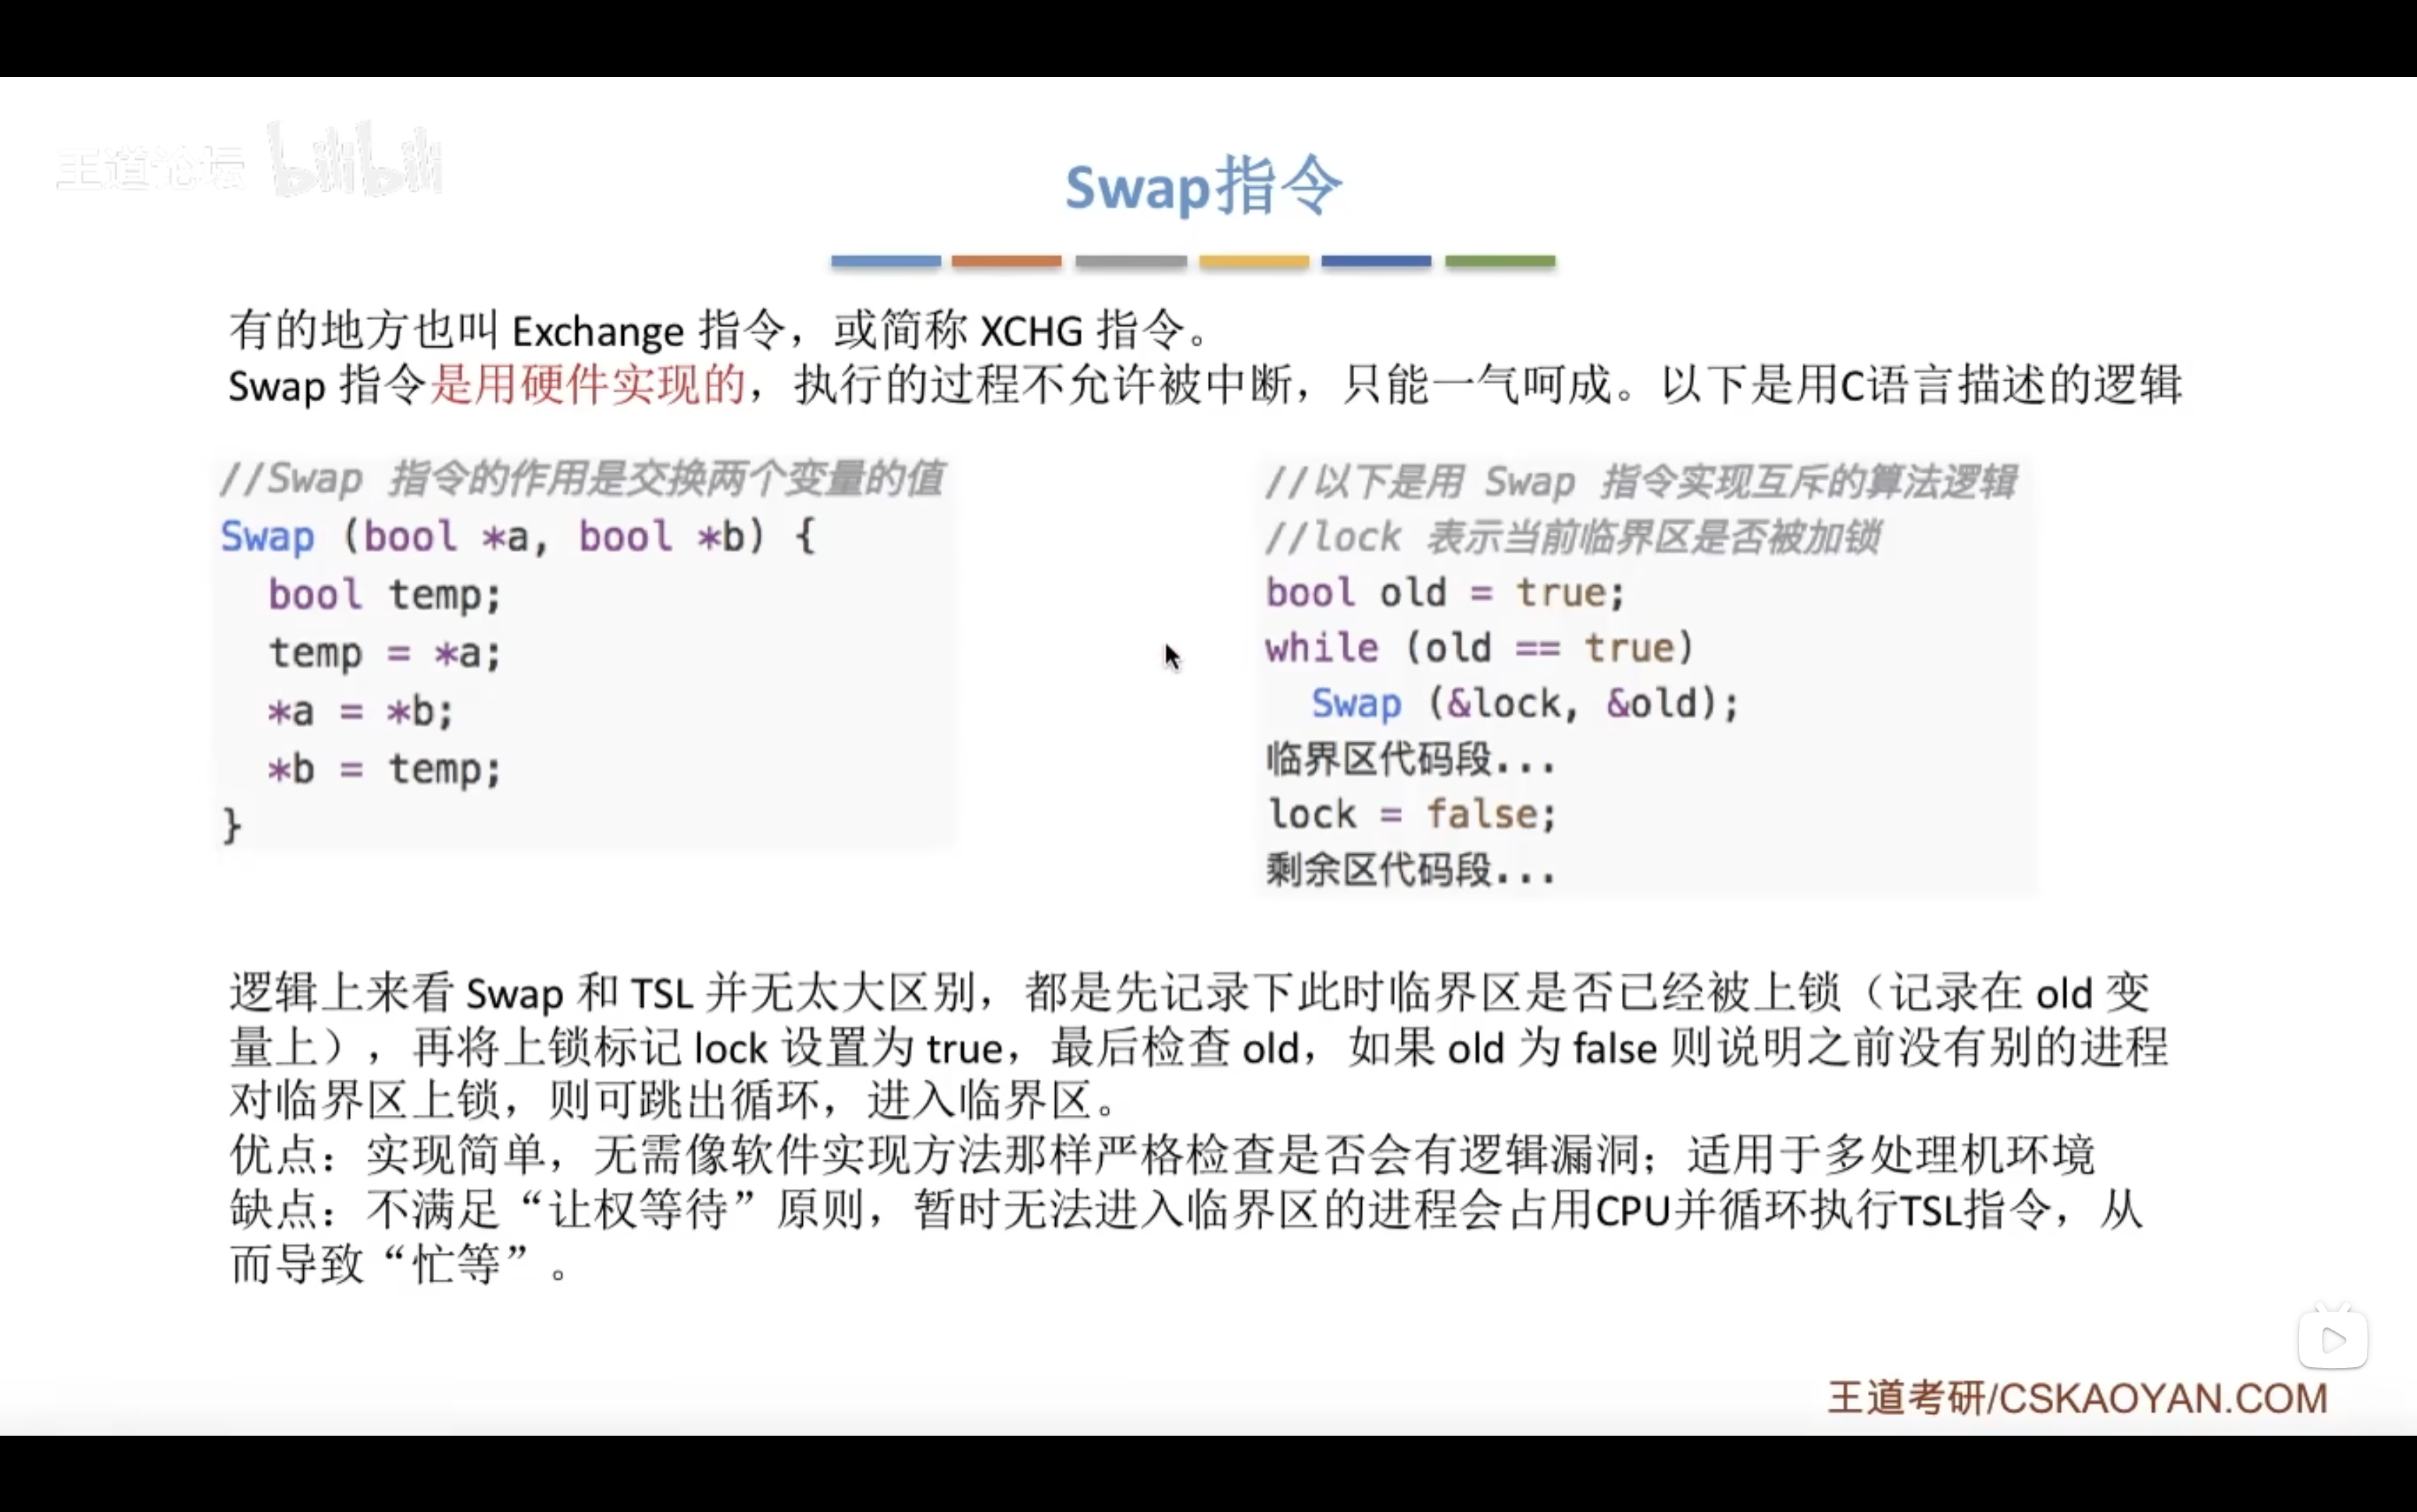 王道论坛 bilibili
Swap指令
有的地方也叫 Exchange 指令，或简称 XCHG 指令。
Swap 指令是用硬件实现的，执行的过程不允许被中断，只能一气呵成。以下是用C语言描述的逻辑
//Swap 指令的作用是交换两个变量的值
Swap (bool *a, bool *b) {
  bool temp;
  temp = *a;
  *a = *b;
  *b = temp;
}
//以下是用 Swap 指令实现互斥的算法逻辑
//lock 表示当前临界区是否被加锁
bool old = true;
while (old == true)
  Swap (&lock, &old);
临界区代码段...
lock = false;
剩余区代码段...
逻辑上来看 Swap 和 TSL 并无太大区别，都是先记录下此时临界区是否已经被上锁（记录在 old 变
量上），再将上锁标记 lock 设置为 true，最后检查 old，如果 old 为 false 则说明之前没有别的进程
对临界区上锁，则可跳出循环，进入临界区。
优点：实现简单，无需像软件实现方法那样严格检查是否会有逻辑漏洞；适用于多处理机环境
缺点：不满足“让权等待”原则，暂时无法进入临界区的进程会占用CPU并循环执行TSL指令，从
而导致“忙等”。
王道考研/CSKAOYAN.COM